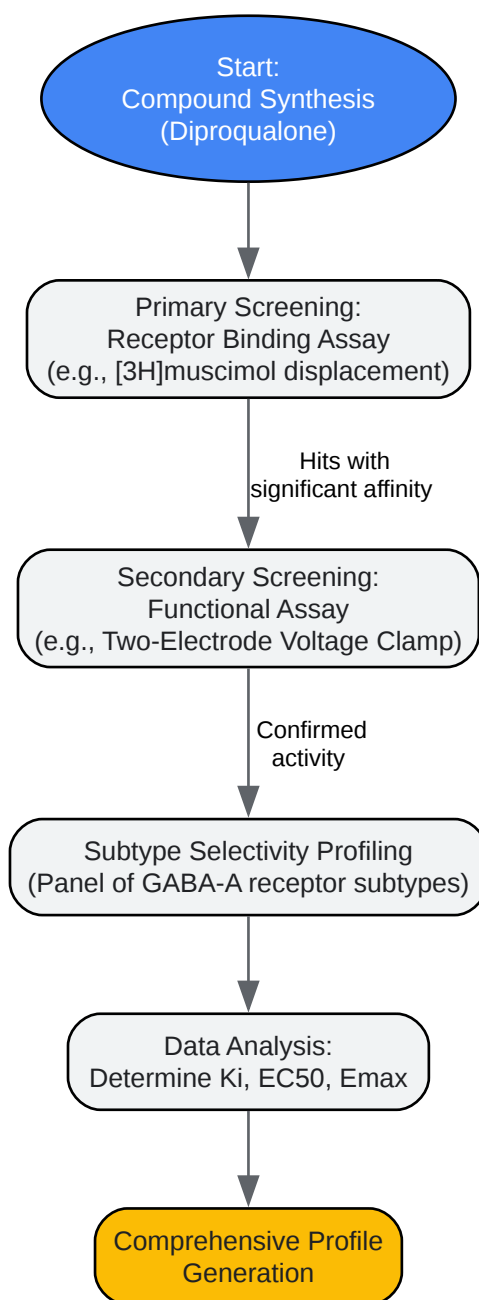 Start:
Compound Synthesis
(Diproqualone)
Primary Screening:
Receptor Binding Assay
(e.g., [3H]muscimol displacement)
Hits with
significant affinity
Secondary Screening:
Functional Assay
(e.g., Two-Electrode Voltage Clamp)
Confirmed
activity
Subtype Selectivity Profiling
(Panel of GABA-A receptor subtypes)
Data Analysis:
Determine Ki, EC50, Emax
Comprehensive Profile
Generation